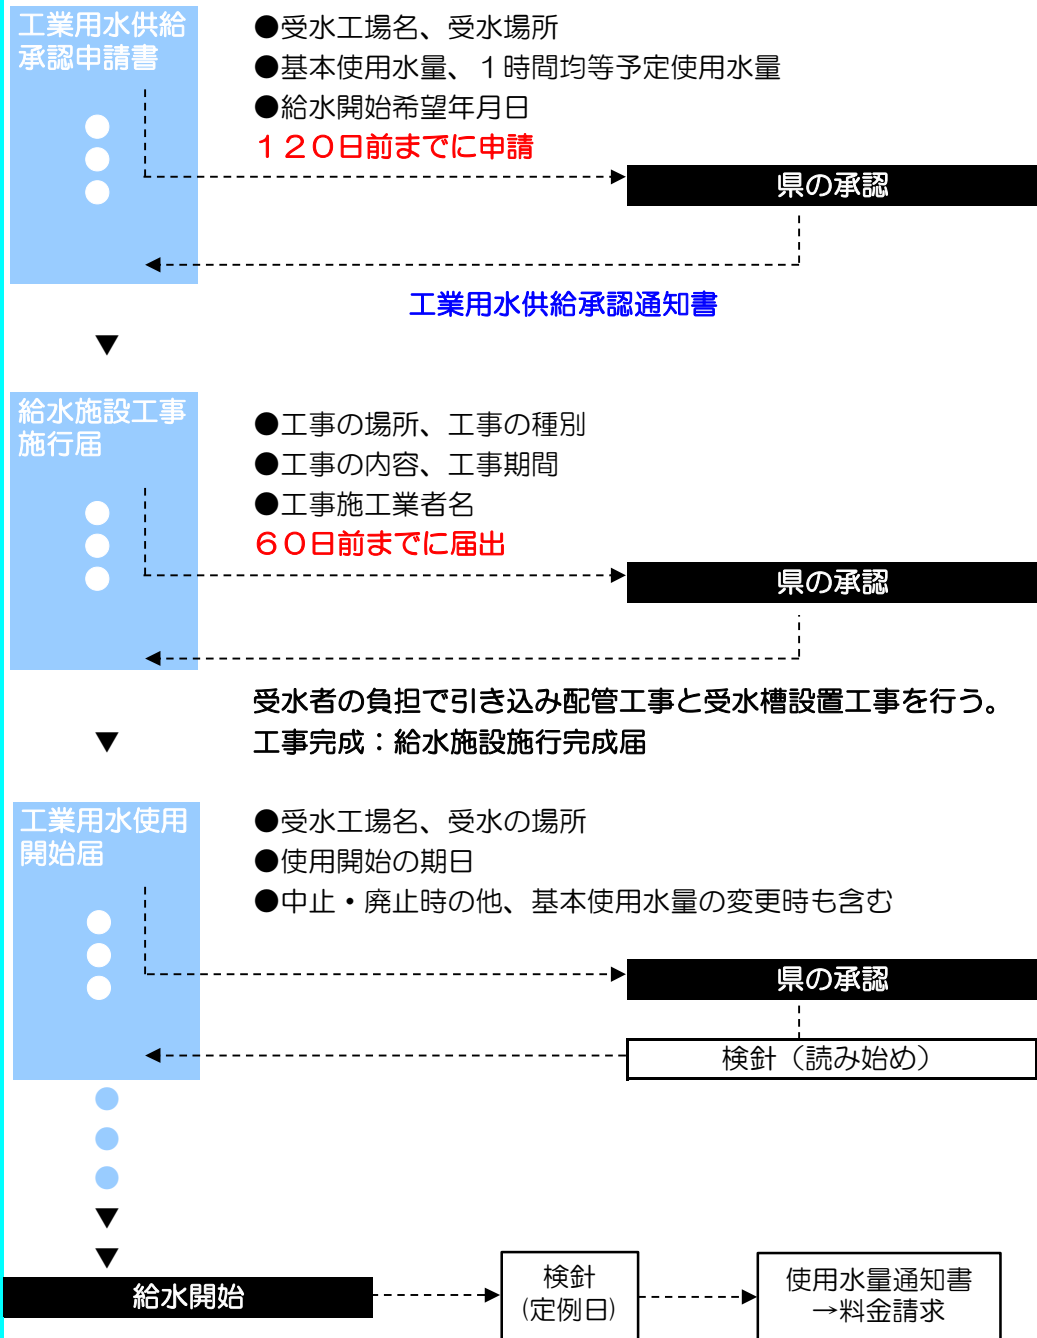 工業用水供給
承認申請書
●受水工場名、受水場所
●基本使用水量、１時間均等予定使用水量
●給水開始希望年月日
１２０日前までに申請
県の承認
工業用水供給承認通知書
▼
給水施設工事
施行届
●工事の場所、工事の種別
●工事の内容、工事期間
●工事施工業者名
６０日前までに届出
県の承認
受水者の負担で引き込み配管工事と受水槽設置工事を行う。
工事完成：給水施設施行完成届
▼
工業用水使用
開始届
●受水工場名、受水の場所
●使用開始の期日
●中止・廃止時の他、基本使用水量の変更時も含む
県の承認
検針（読み始め）
▼
▼
給水開始
検針
(定例日)
使用水量通知書
→料金請求